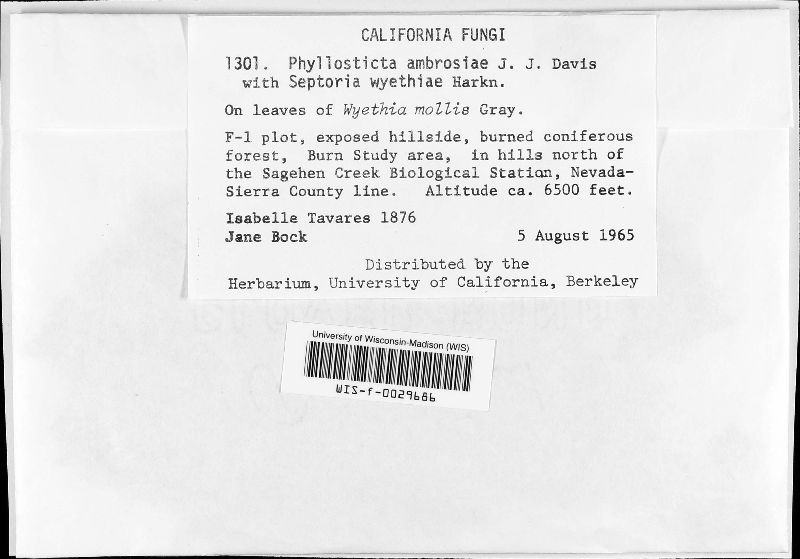 CALIFORNIA FUNGI
1301. Phyllosticta ambrosiae J. J. Davis
with Septoria wyethiae Harkn.
On leaves of Wyethia mollis Gray.
F-1 plot, exposed hillside, burned coniferous
forest, Burn Study area, in hills north of
the Sagehen Creek Biological Station, Nevada-
Sierra County line. Altitude ca. 6500 feet.
Isabelle Tavares 1876
Jane Bock 5 August 1965
Distributed by the
Herbarium, University of California, Berkeley
University of Wisconsin-Madison (WIS)
WIS-f-0029686